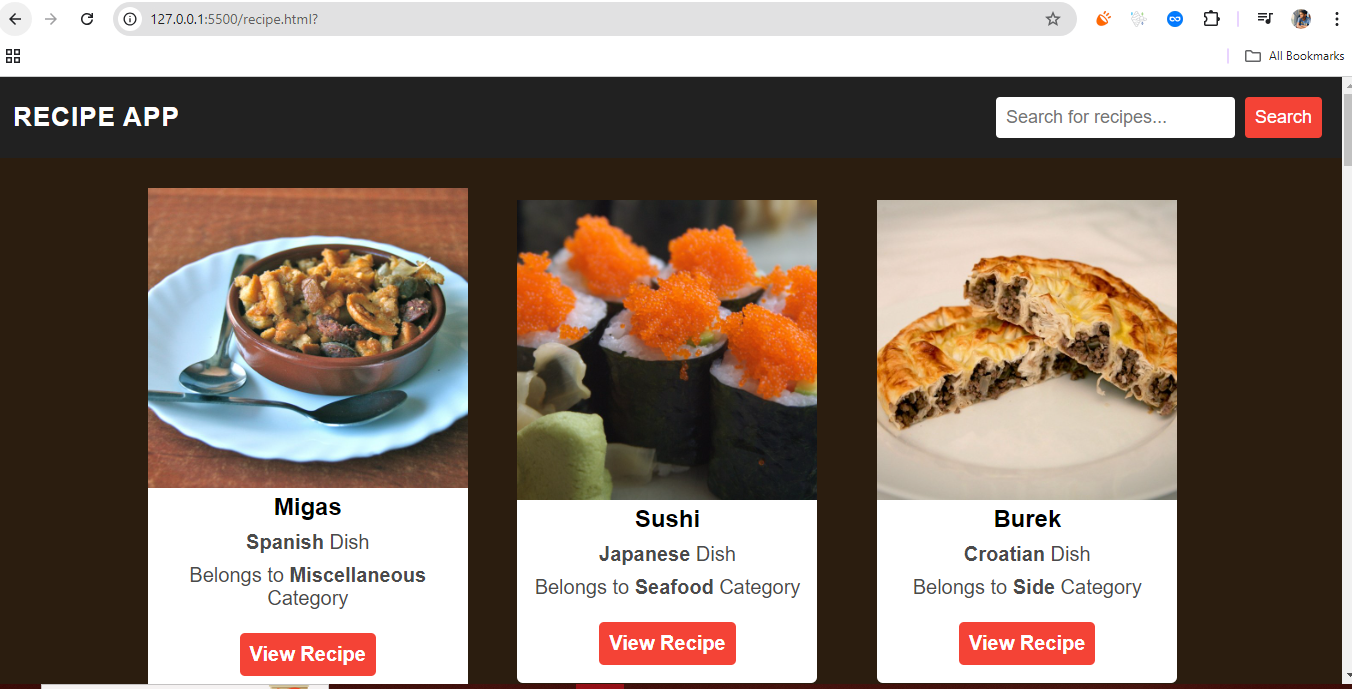 127.0.0.1:5500/recipe.html?
All Bookmarks
RECIPE APP
Search for recipes...
Search
Migas
Spanish Dish
Belongs to Miscellaneous
Category
View Recipe
Sushi
Japanese Dish
Belongs to Seafood Category
View Recipe
Burek
Croatian Dish
Belongs to Side Category
View Recipe